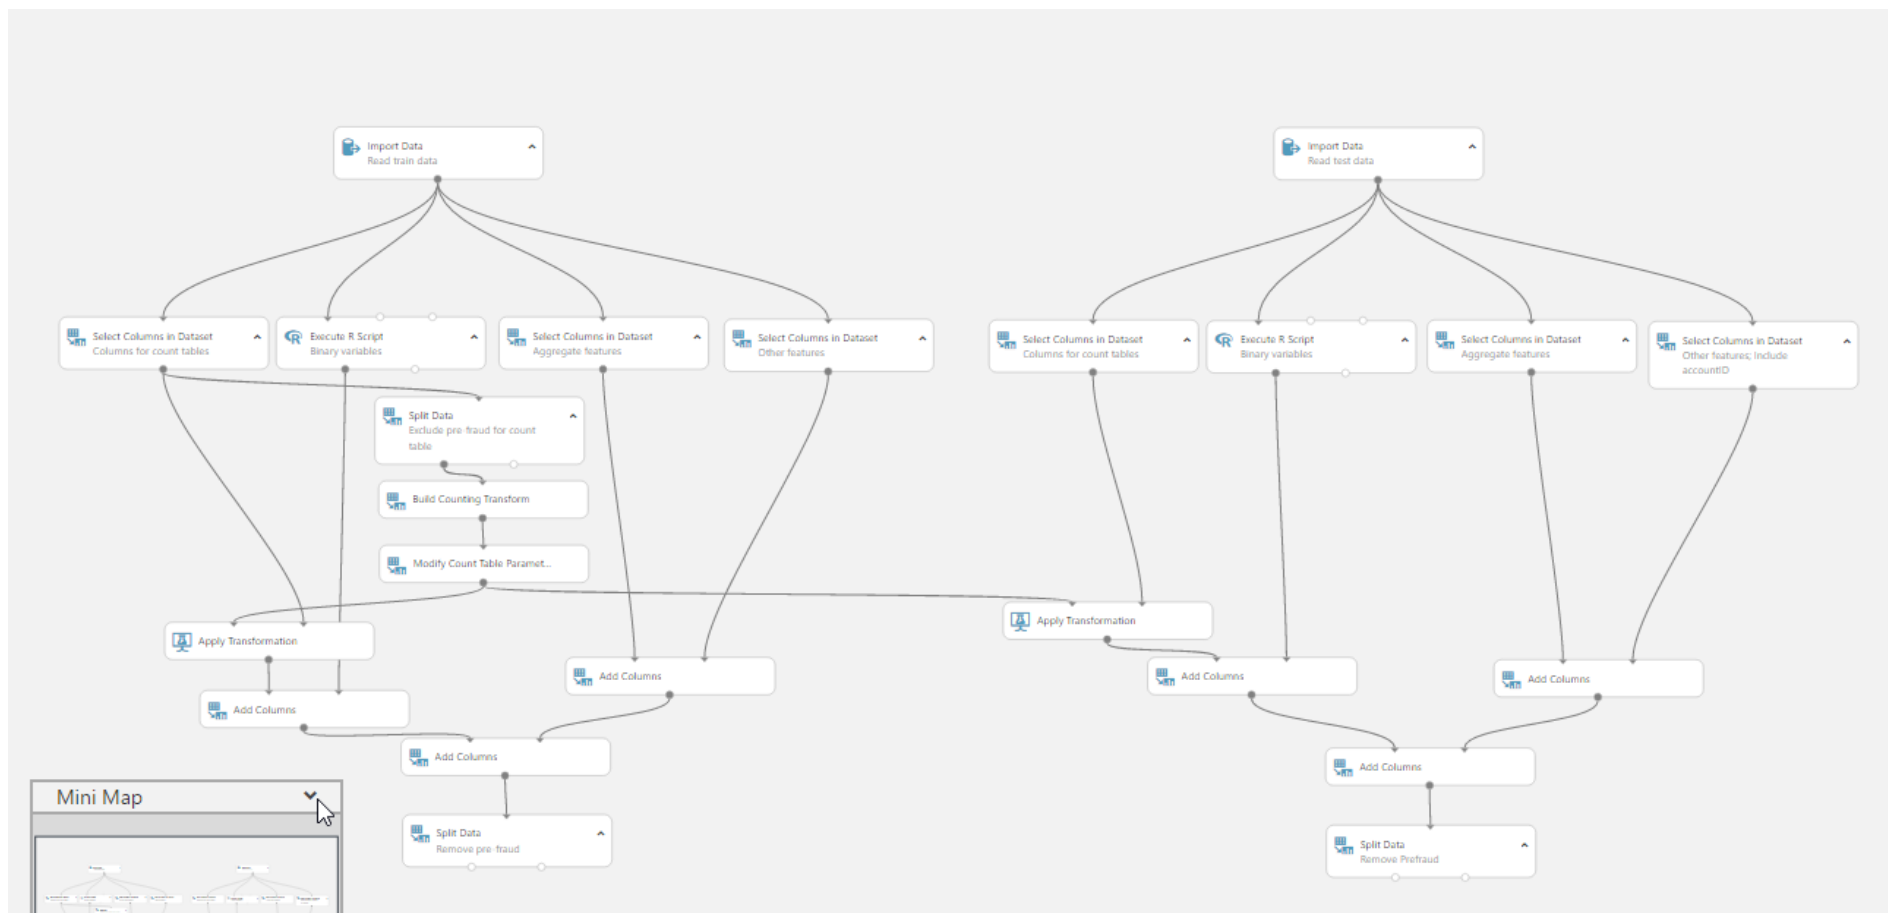 Import Data
Read train data
Import Data
Read test data
Select Columns in Dataset
Columns for count tables
Execute R Script
Binary variables
Select Columns in Dataset
Aggregate features
Select Columns in Dataset
Other features
Select Columns in Dataset
Columns for count tables
Execute R Script
Binary variables
Select Columns in Dataset
Aggregate features
Select Columns in Dataset
Other features; Include
accountID
Split Data
Exclude pre-fraud for count
table
Build Counting Transform
Modify Count Table Paramet...
Apply Transformation
Apply Transformation
Add Columns
Add Columns
Add Columns
Add Columns
Add Columns
Add Columns
Mini Map
Split Data
Remove pre-fraud
Split Data
Remove Prefraud